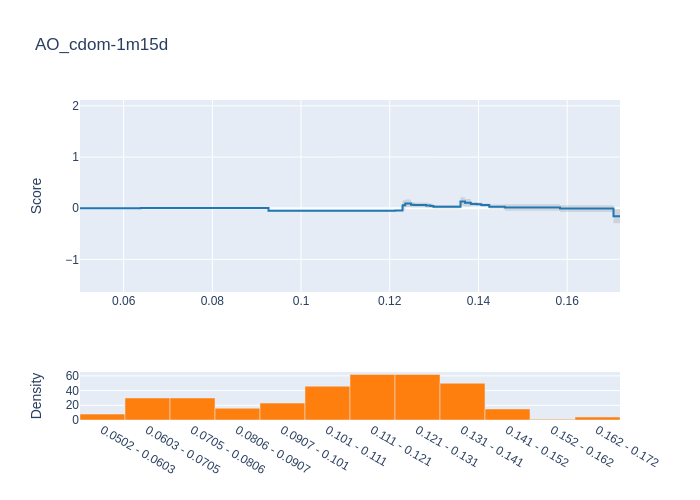 AO_cdom-1m15d
Score
2
1
0
−1
0.06 0.08 0.1 0.12 0.14 0.16
Density
60
40
20
0
0.0502 - 0.0603
0.0603 - 0.0705
0.0705 - 0.0806
0.0806 - 0.0907
0.0907 - 0.101
0.101 - 0.111
0.111 - 0.121
0.121 - 0.131
0.131 - 0.141
0.141 - 0.152
0.152 - 0.162
0.162 - 0.172